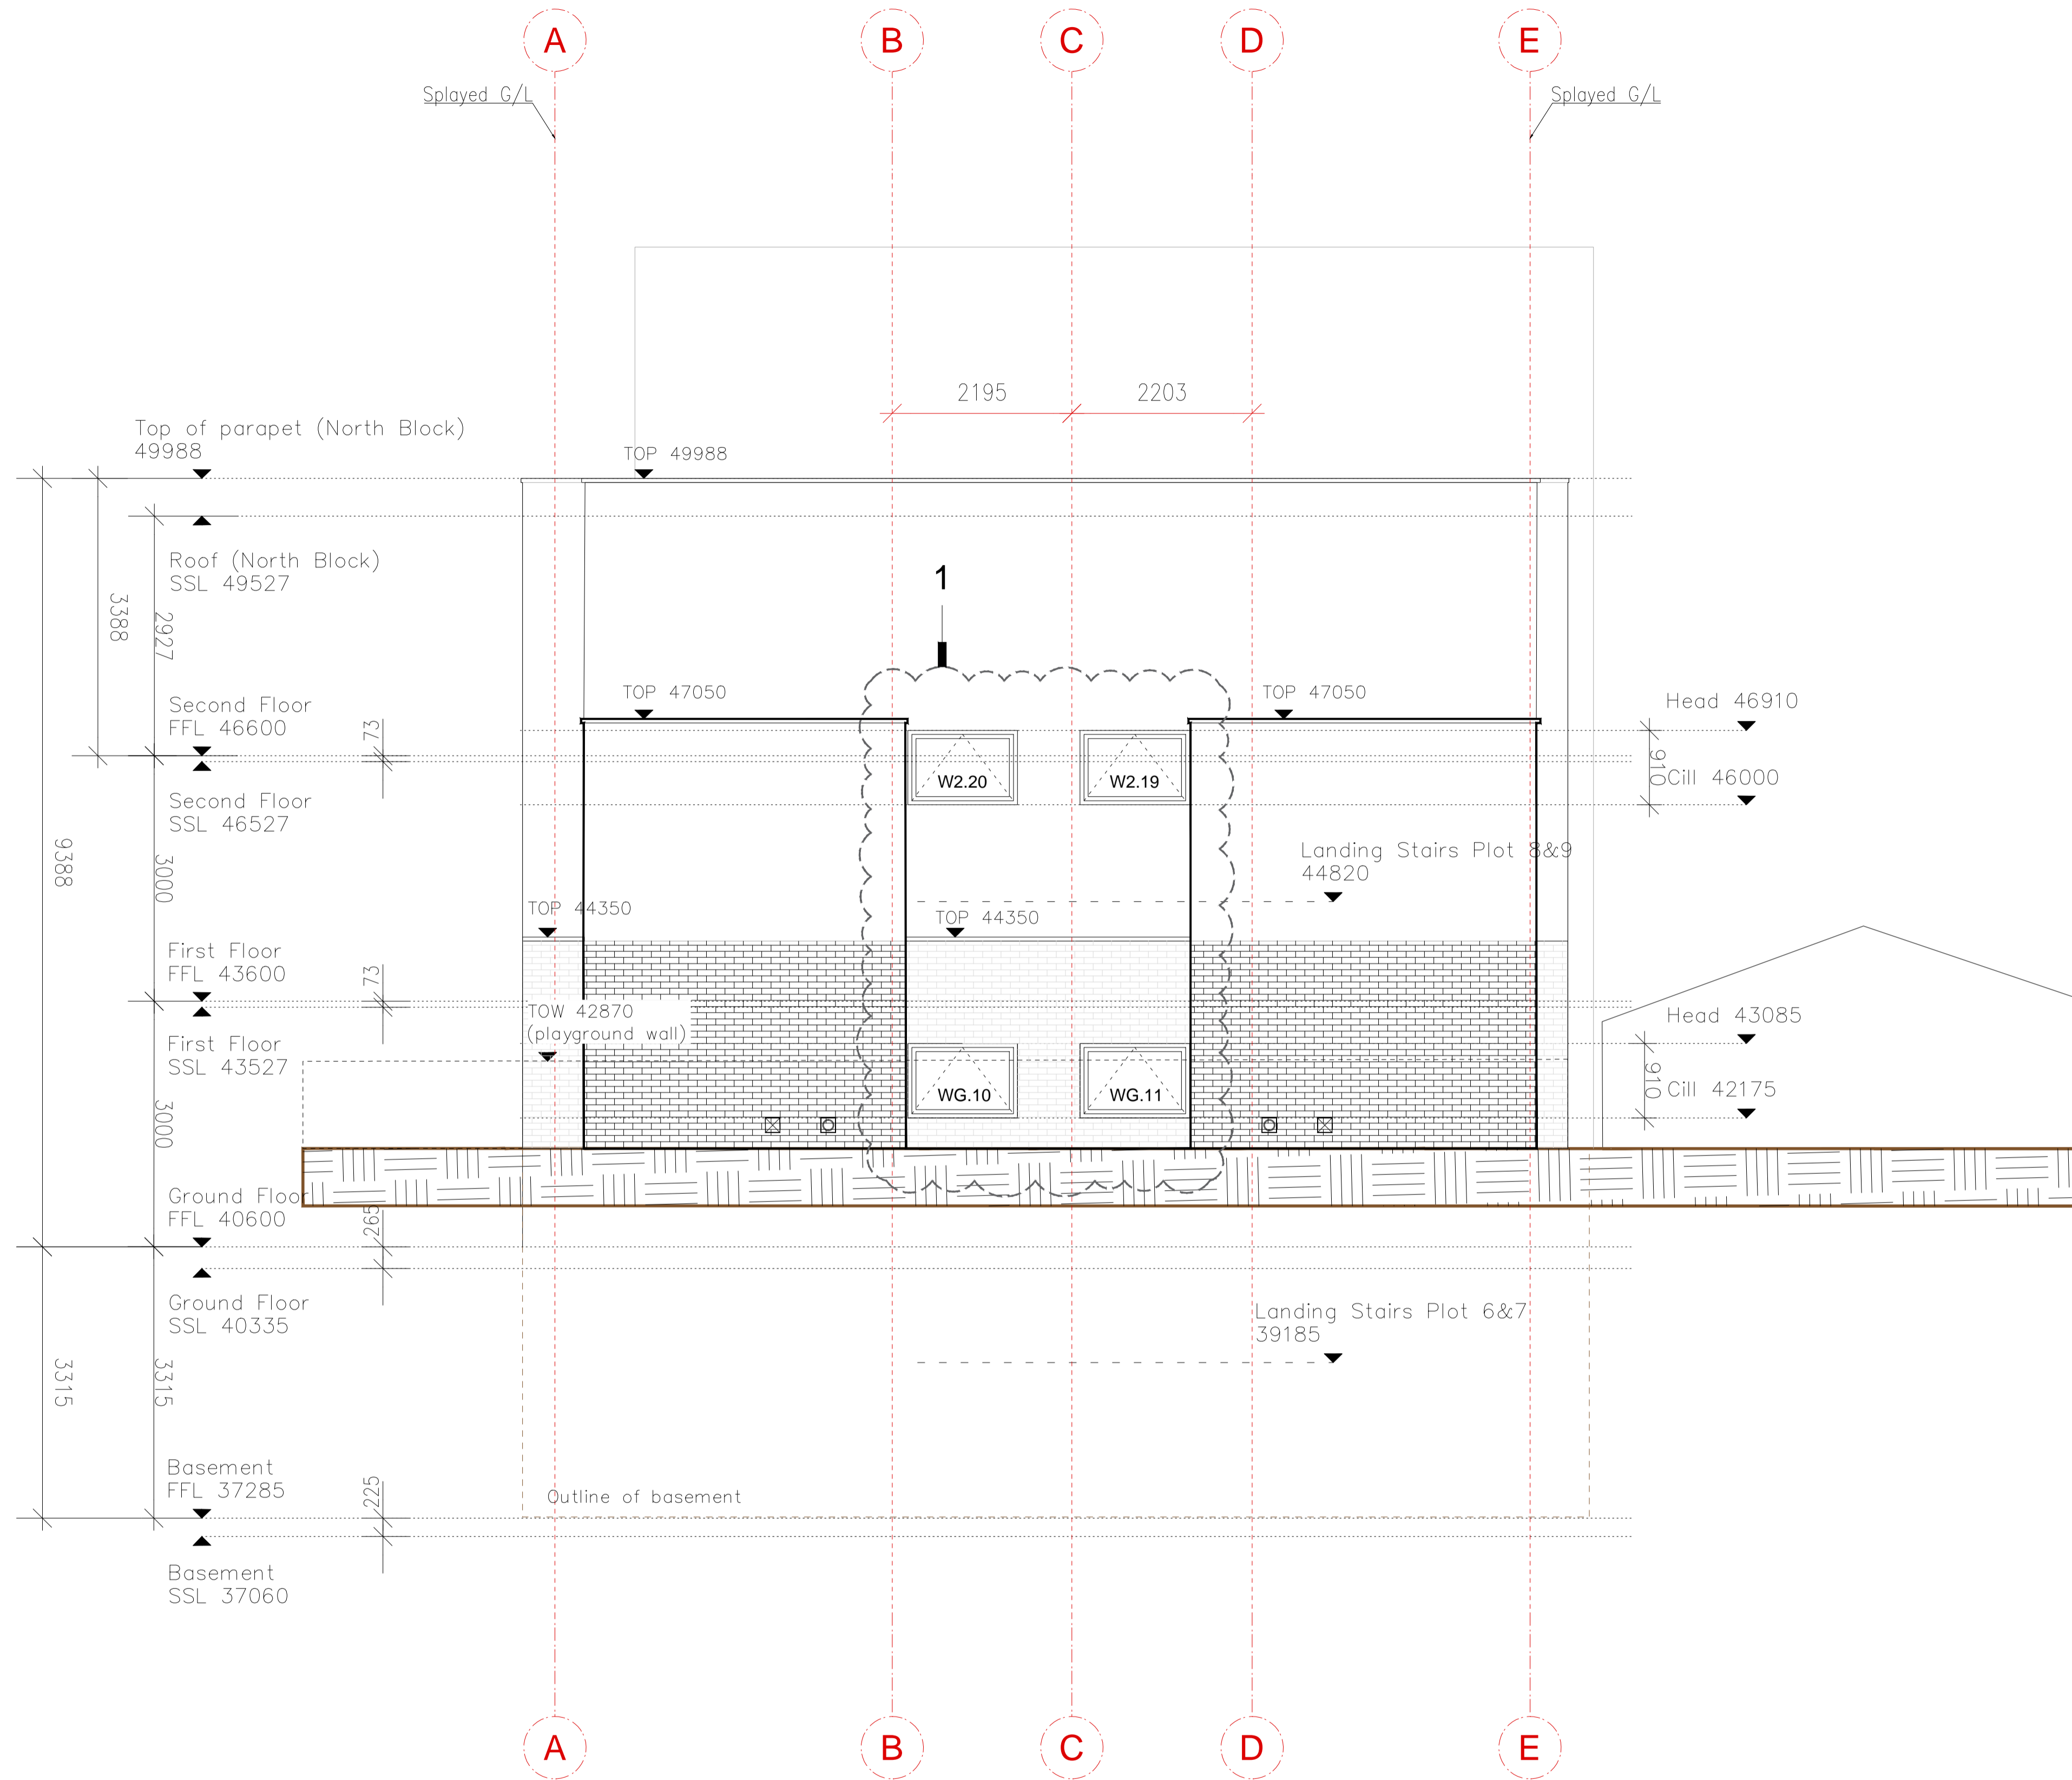 A
B
C
D
E
Splayed G/L
Splayed G/L
2195
2203
Top of parapet (North Block)
49988
TOP 49988
Roof (North Block)
SSL 49527
3388
2927
1
Second Floor
FFL 46600
73
TOP 47050
TOP 47050
Head 46910
910
Cill 46000
W2.20
W2.19
Second Floor
SSL 46527
9388
3000
Landing Stairs Plot 8&9
44820
TOP 44350
TOP 44350
First Floor
FFL 43600
73
TOW 42870
(playground wall)
First Floor
SSL 43527
Head 43085
910
Cill 42175
WG.10
WG.11
3000
Ground Floor
FFL 40600
265
Ground Floor
SSL 40335
Landing Stairs Plot 6&7
39185
3315
3315
Basement
FFL 37285
225
Outline of basement
Basement
SSL 37060
A
B
C
D
E